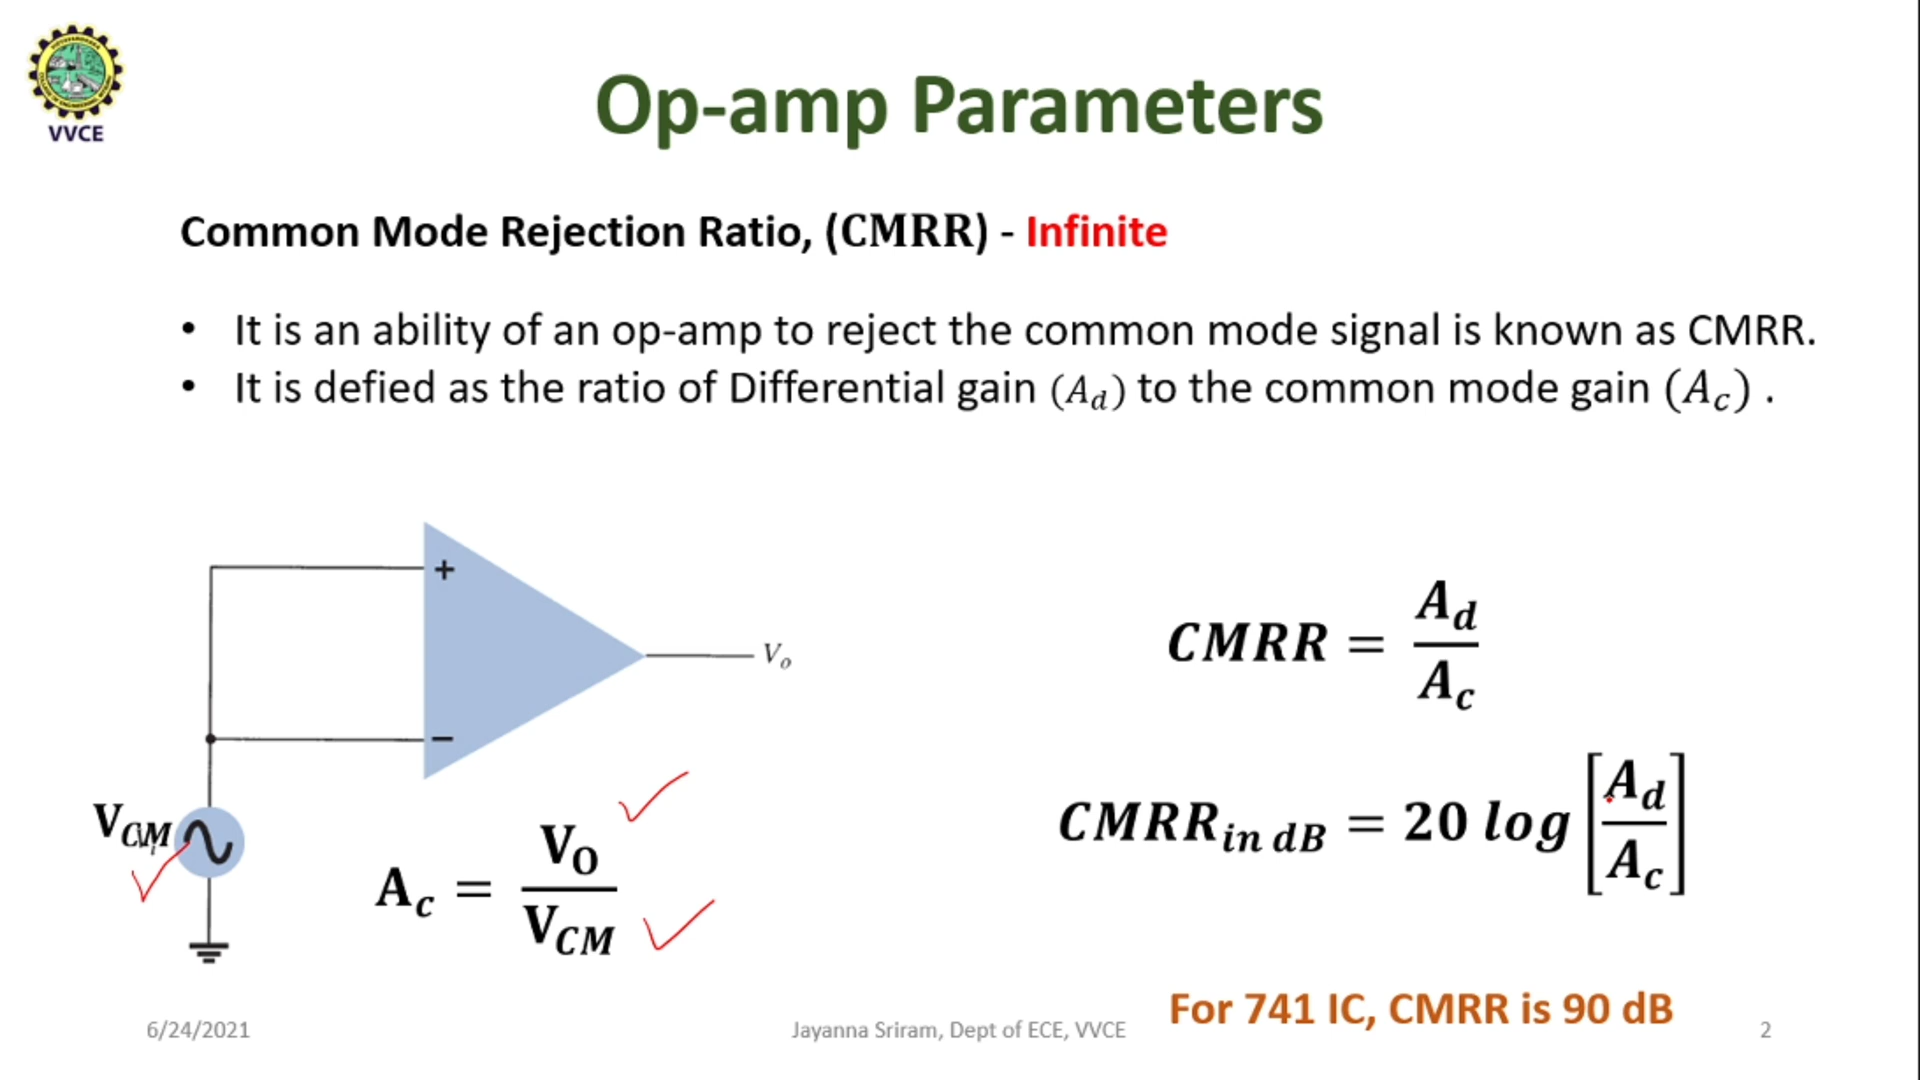 VVCE
Op-amp Parameters
Common Mode Rejection Ratio, (CMRR) - Infinite
• It is an ability of an op-amp to reject the common mode signal is known as CMRR.
• It is defied as the ratio of Differential gain (A_d) to the common mode gain (A_c) .
+
V_o
−
V_CM
A_c = V_O / V_CM
CMRR = A_d / A_c
CMRR_in dB = 20 log [A_d / A_c]
For 741 IC, CMRR is 90 dB
6/24/2021
Jayanna Sriram, Dept of ECE, VVCE
2